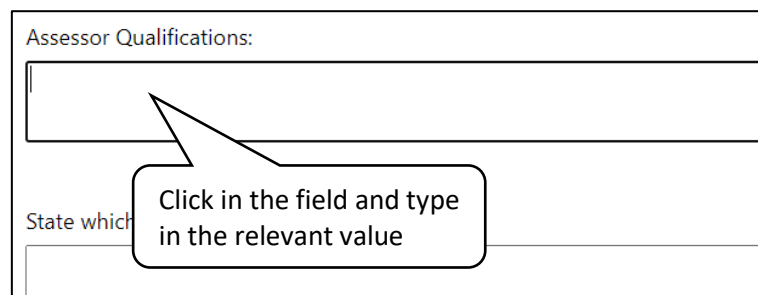 Assessor Qualifications:
Click in the field and type
in the relevant value
State which